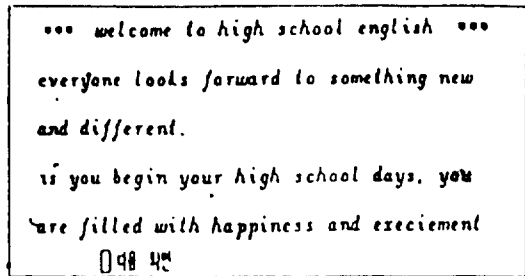 *** welcome to high school english ***
everyone looks forward to something new
and different.
as you begin your high school days, you
are filled with happiness and execiement